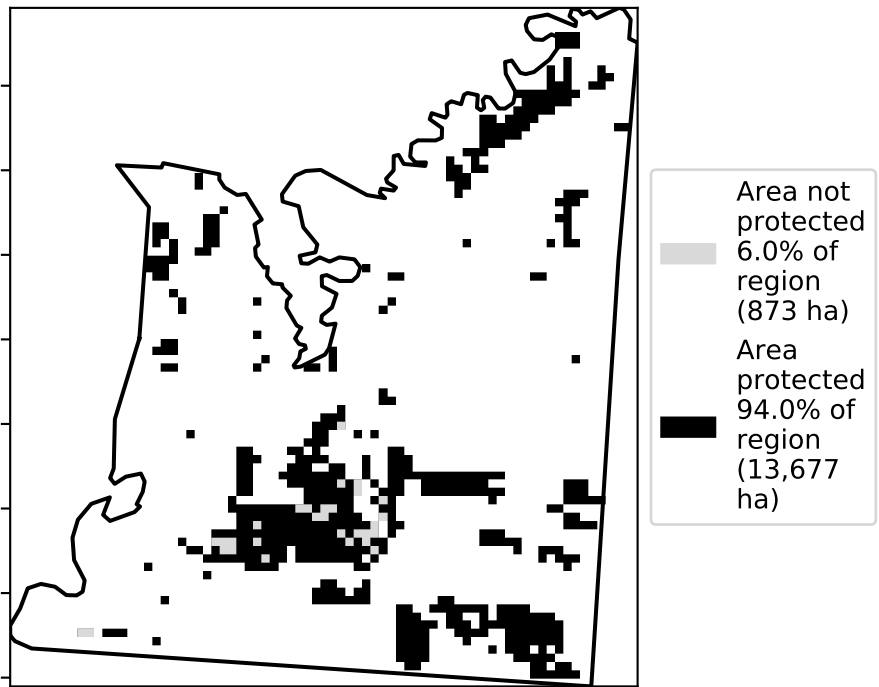 Area not
protected
6.0% of
region
(873 ha)
Area
protected
94.0% of
region
(13,677
ha)